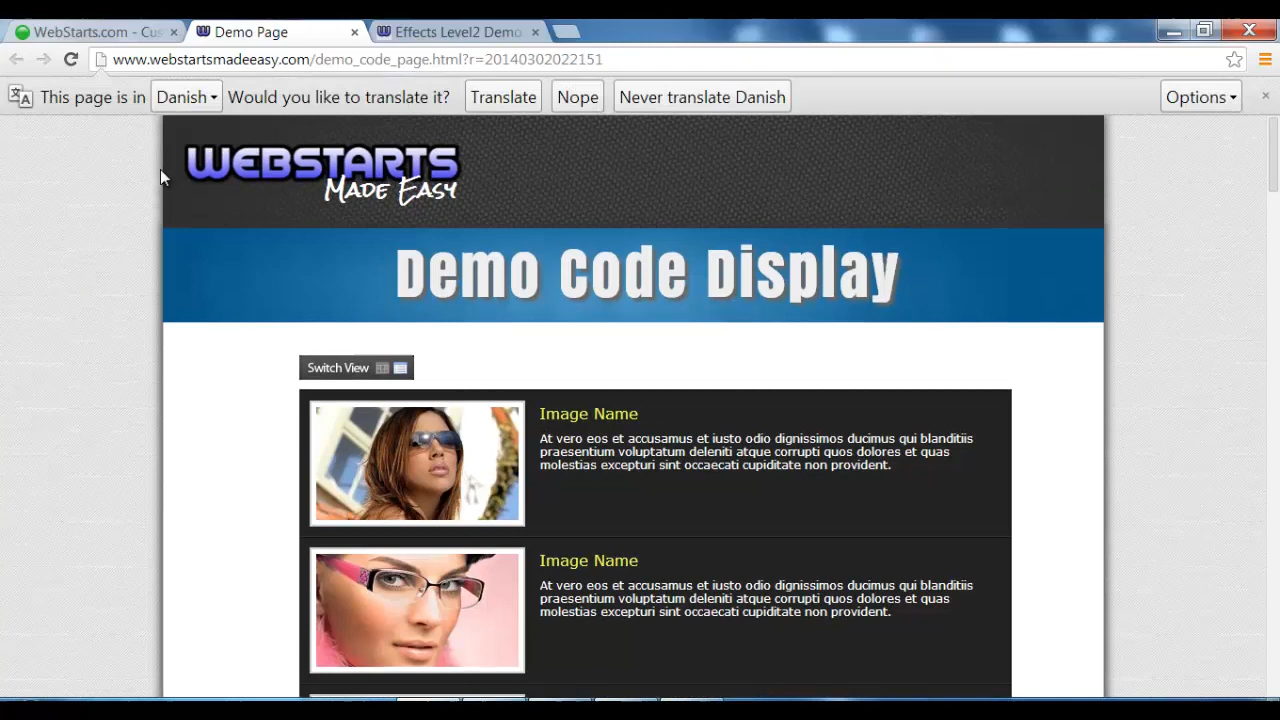 WebStarts.com - Cus
Demo Page
Effects Level2 Demo
www.webstartsmadeeasy.com/demo_code_page.html?r=20140302022151
This page is in Danish Would you like to translate it? Translate Nope Never translate Danish Options
WEBSTARTS
MADE EASY
Demo Code Display
Switch View
Image Name
At vero eos et accusamus et iusto odio dignissimos ducimus qui blanditiis
praesentium voluptatum deleniti atque corrupti quos dolores et quas
molestias excepturi sint occaecati cupiditate non provident.
Image Name
At vero eos et accusamus et iusto odio dignissimos ducimus qui blanditiis
praesentium voluptatum deleniti atque corrupti quos dolores et quas
molestias excepturi sint occaecati cupiditate non provident.